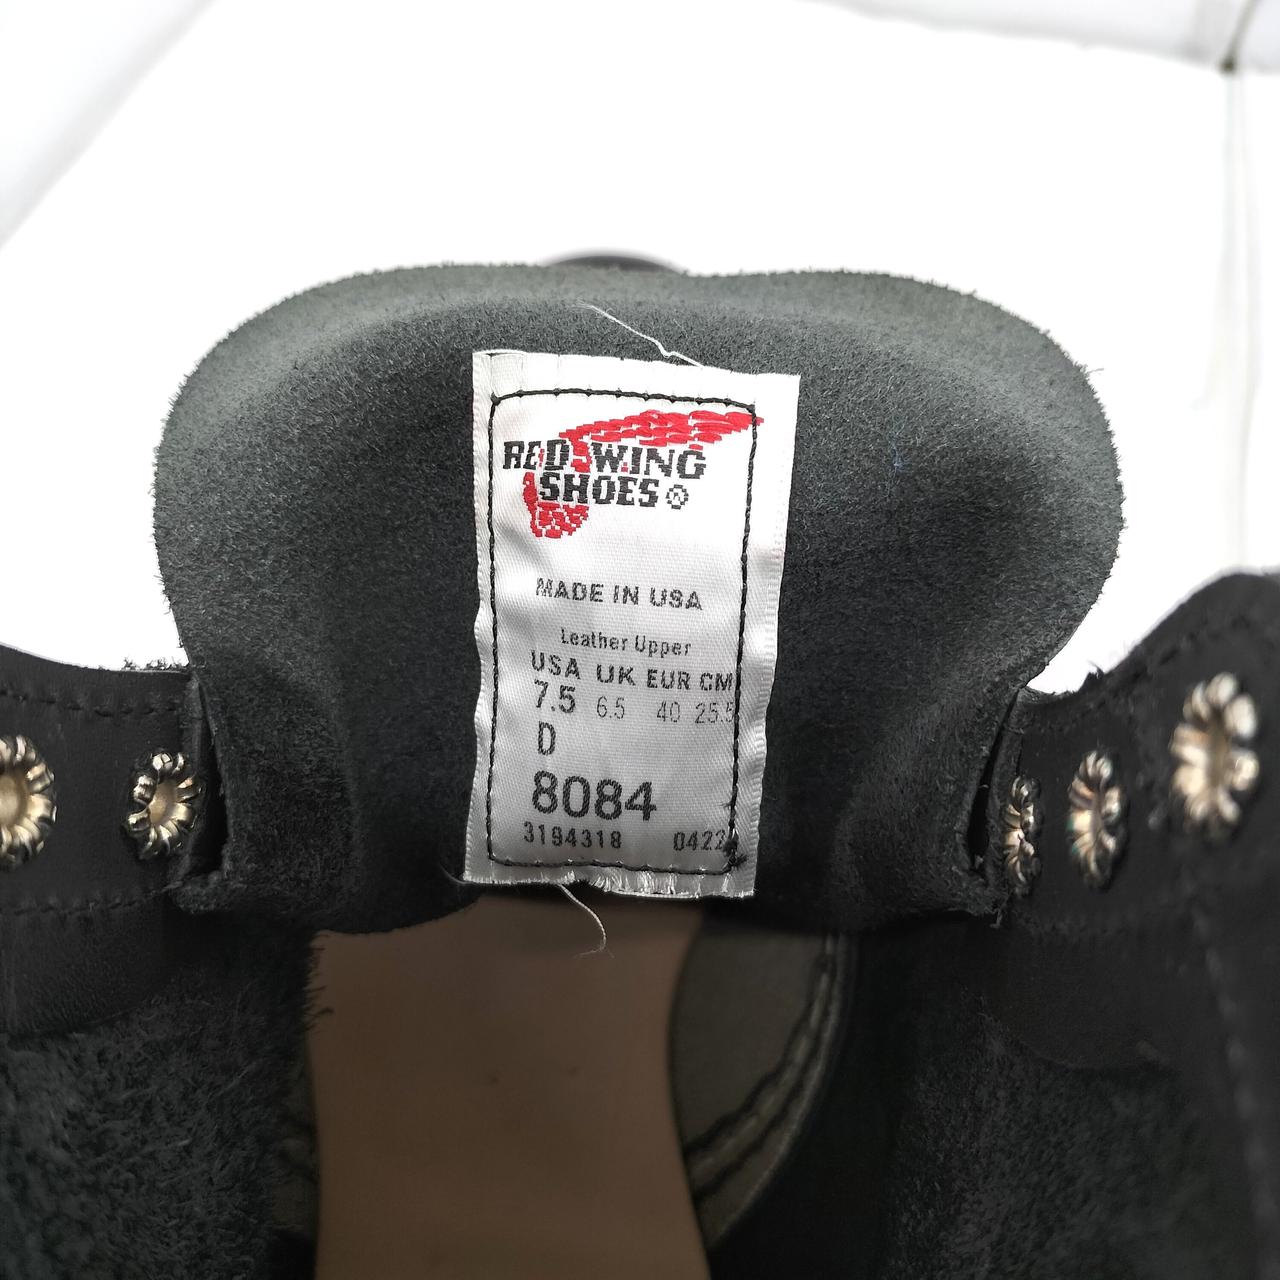 RED WING
SHOES®
MADE IN USA
Leather Upper
USA UK EUR CM
7.5 6.5 40 25.5
D
8084
3194318 0422